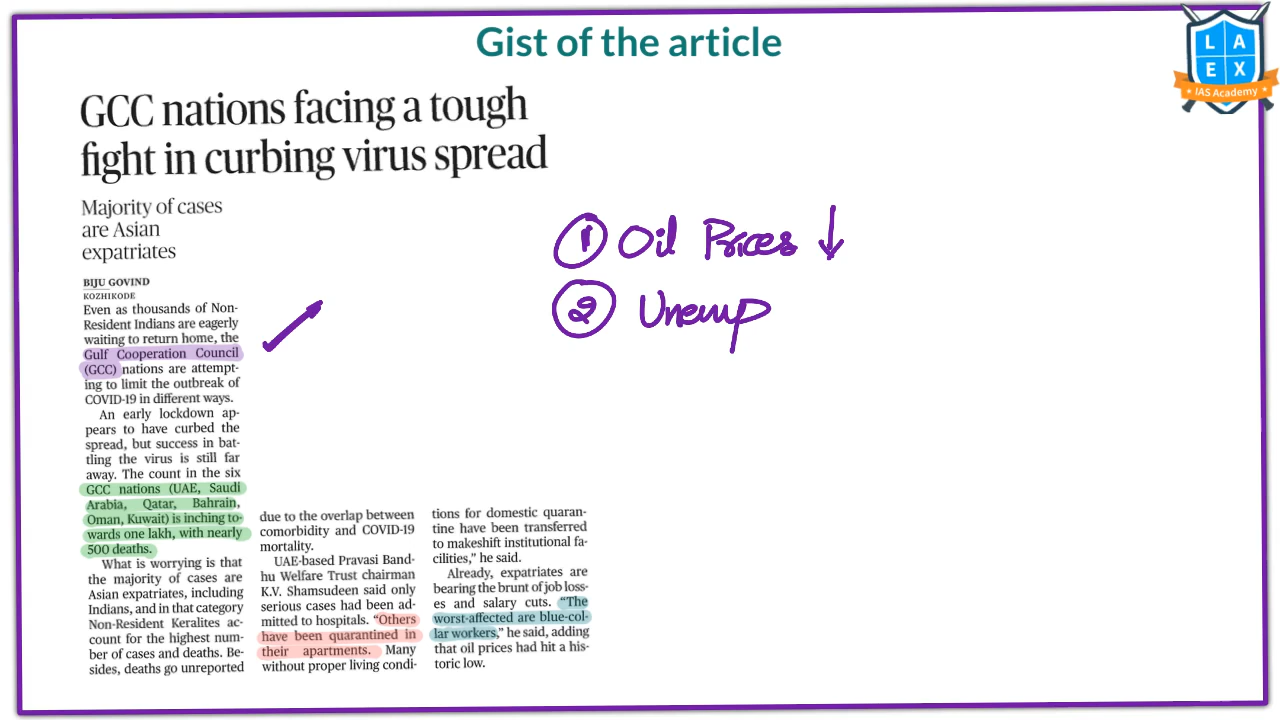 Gist of the article
L A
E X
IAS Academy
GCC nations facing a tough
fight in curbing virus spread
Majority of cases
are Asian
expatriates
BIJU GOVIND
KOZHIKODE
Even as thousands of Non-
Resident Indians are eagerly
waiting to return home, the
Gulf Cooperation Council
(GCC) nations are attempt-
ing to limit the outbreak of
COVID-19 in different ways.
An early lockdown ap-
pears to have curbed the
spread, but success in bat-
tling the virus is still far
away. The count in the six
GCC nations (UAE, Saudi
Arabia, Qatar, Bahrain,
Oman, Kuwait) is inching to-
wards one lakh, with nearly
500 deaths.
What is worrying is that
the majority of cases are
Asian expatriates, including
Indians, and in that category
Non-Resident Keralites ac-
count for the highest num-
ber of cases and deaths. Be-
sides, deaths go unreported
due to the overlap between
comorbidity and COVID-19
mortality.
UAE-based Pravasi Band-
hu Welfare Trust chairman
K.V. Shamsudeen said only
serious cases had been ad-
mitted to hospitals. “Others
have been quarantined in
their apartments. Many
without proper living condi-
tions for domestic quaran-
tine have been transferred
to makeshift institutional fa-
cilities,” he said.
Already, expatriates are
bearing the brunt of job loss-
es and salary cuts. “The
worst-affected are blue-col-
lar workers,” he said, adding
that oil prices had hit a his-
toric low.
1 Oil Prices ↓
2 Unemp